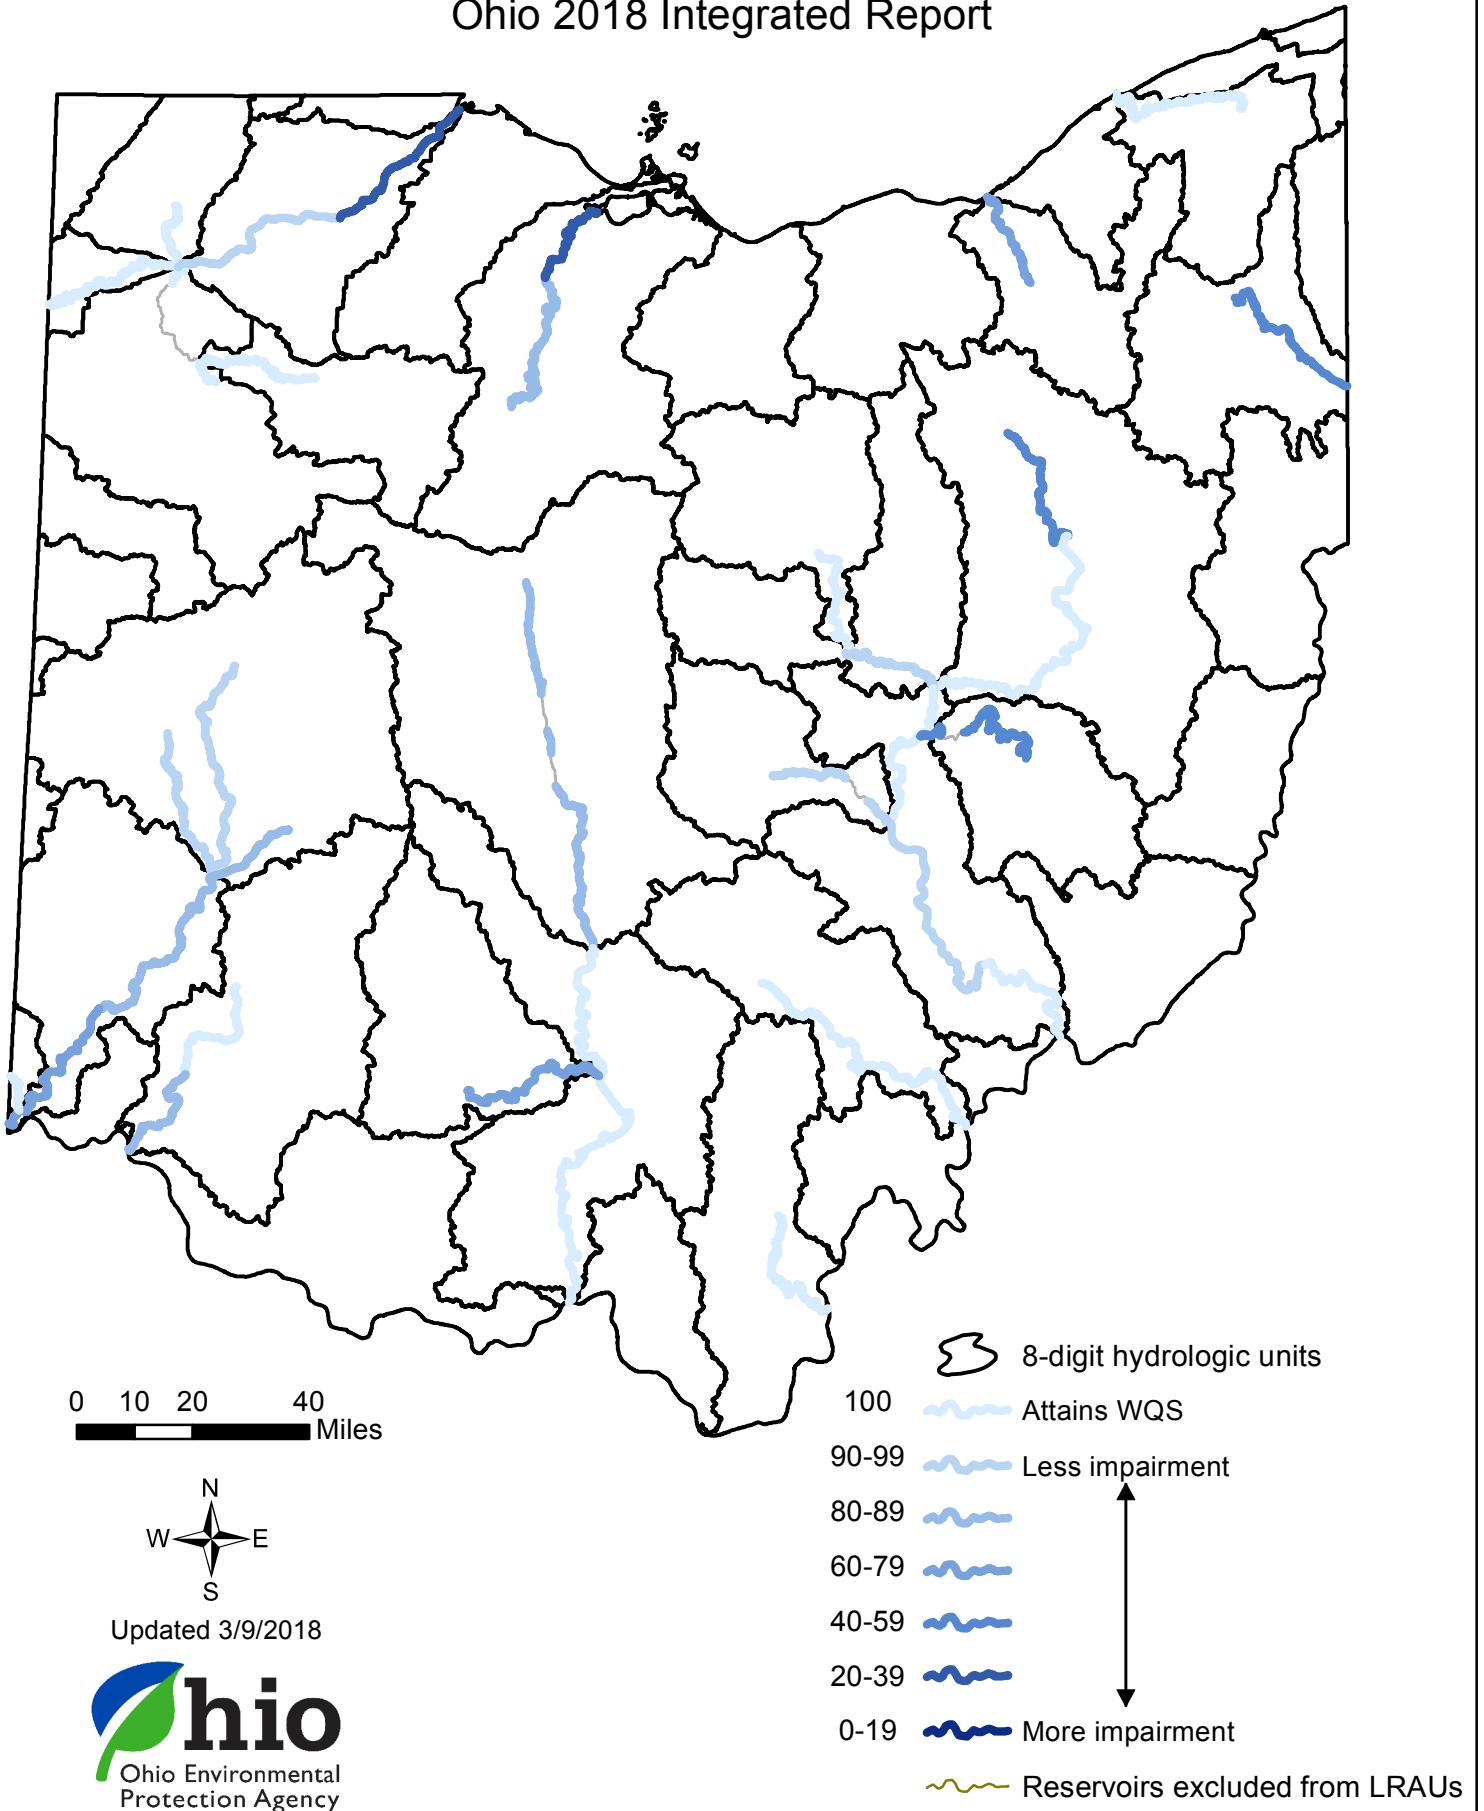 Ohio 2018 Integrated Report
8-digit hydrologic units
100 Attains WQS
90-99 Less impairment
80-89
60-79
40-59
20-39
0-19 More impairment
Reservoirs excluded from LRAUs
0 10 20 40
Miles
N
W E
S
Updated 3/9/2018
Ohio
Ohio Environmental
Protection Agency